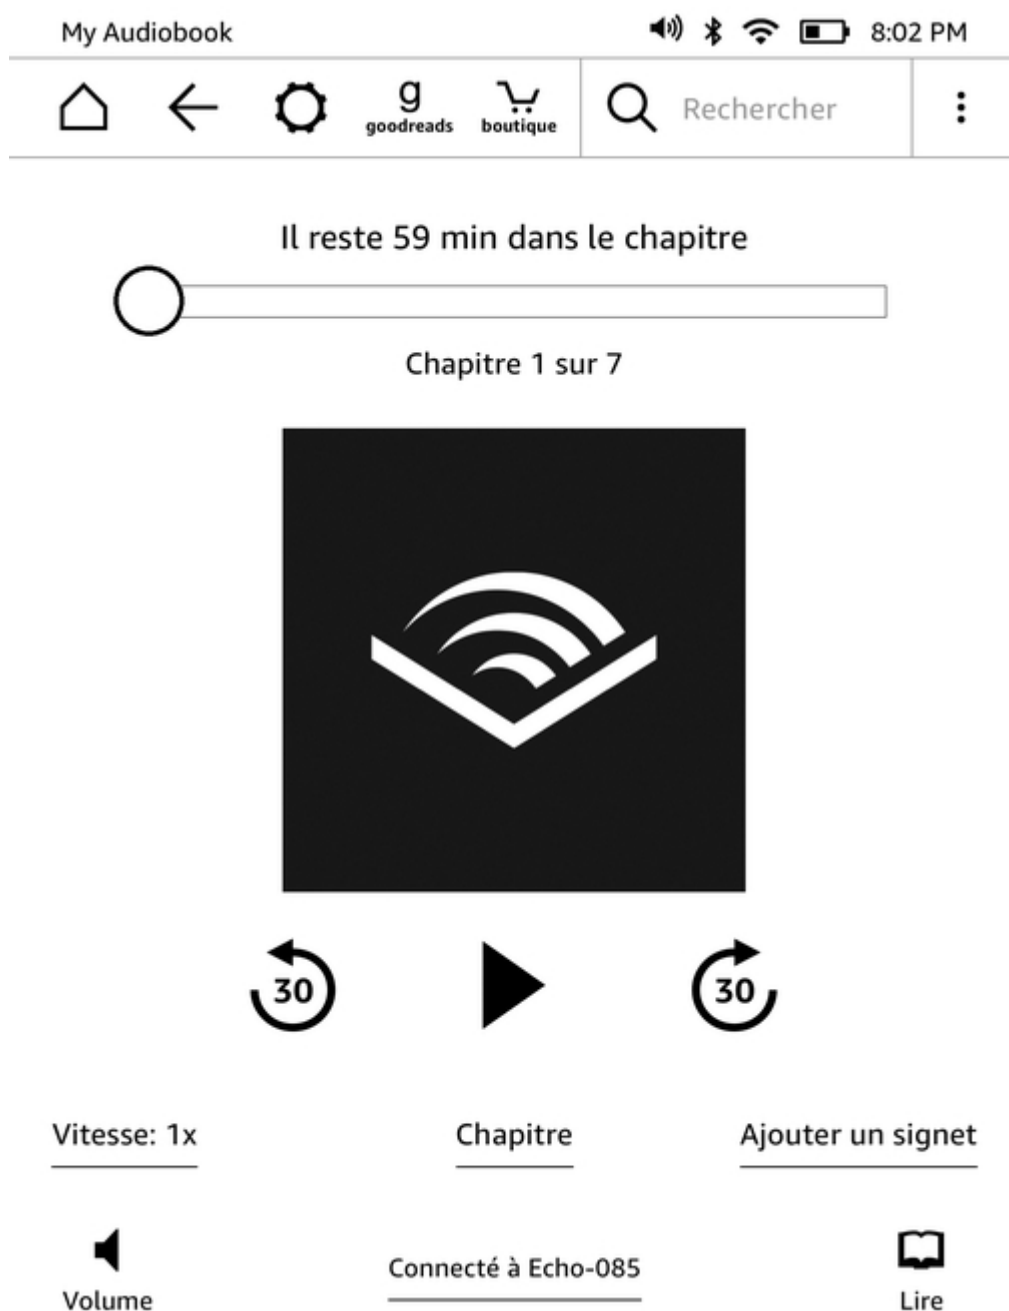 My Audiobook 8:02 PM
g
goodreads boutique Rechercher
Il reste 59 min dans le chapitre
Chapitre 1 sur 7
30 30
Vitesse: 1x Chapitre Ajouter un signet
Connecté à Echo-085
Volume Lire